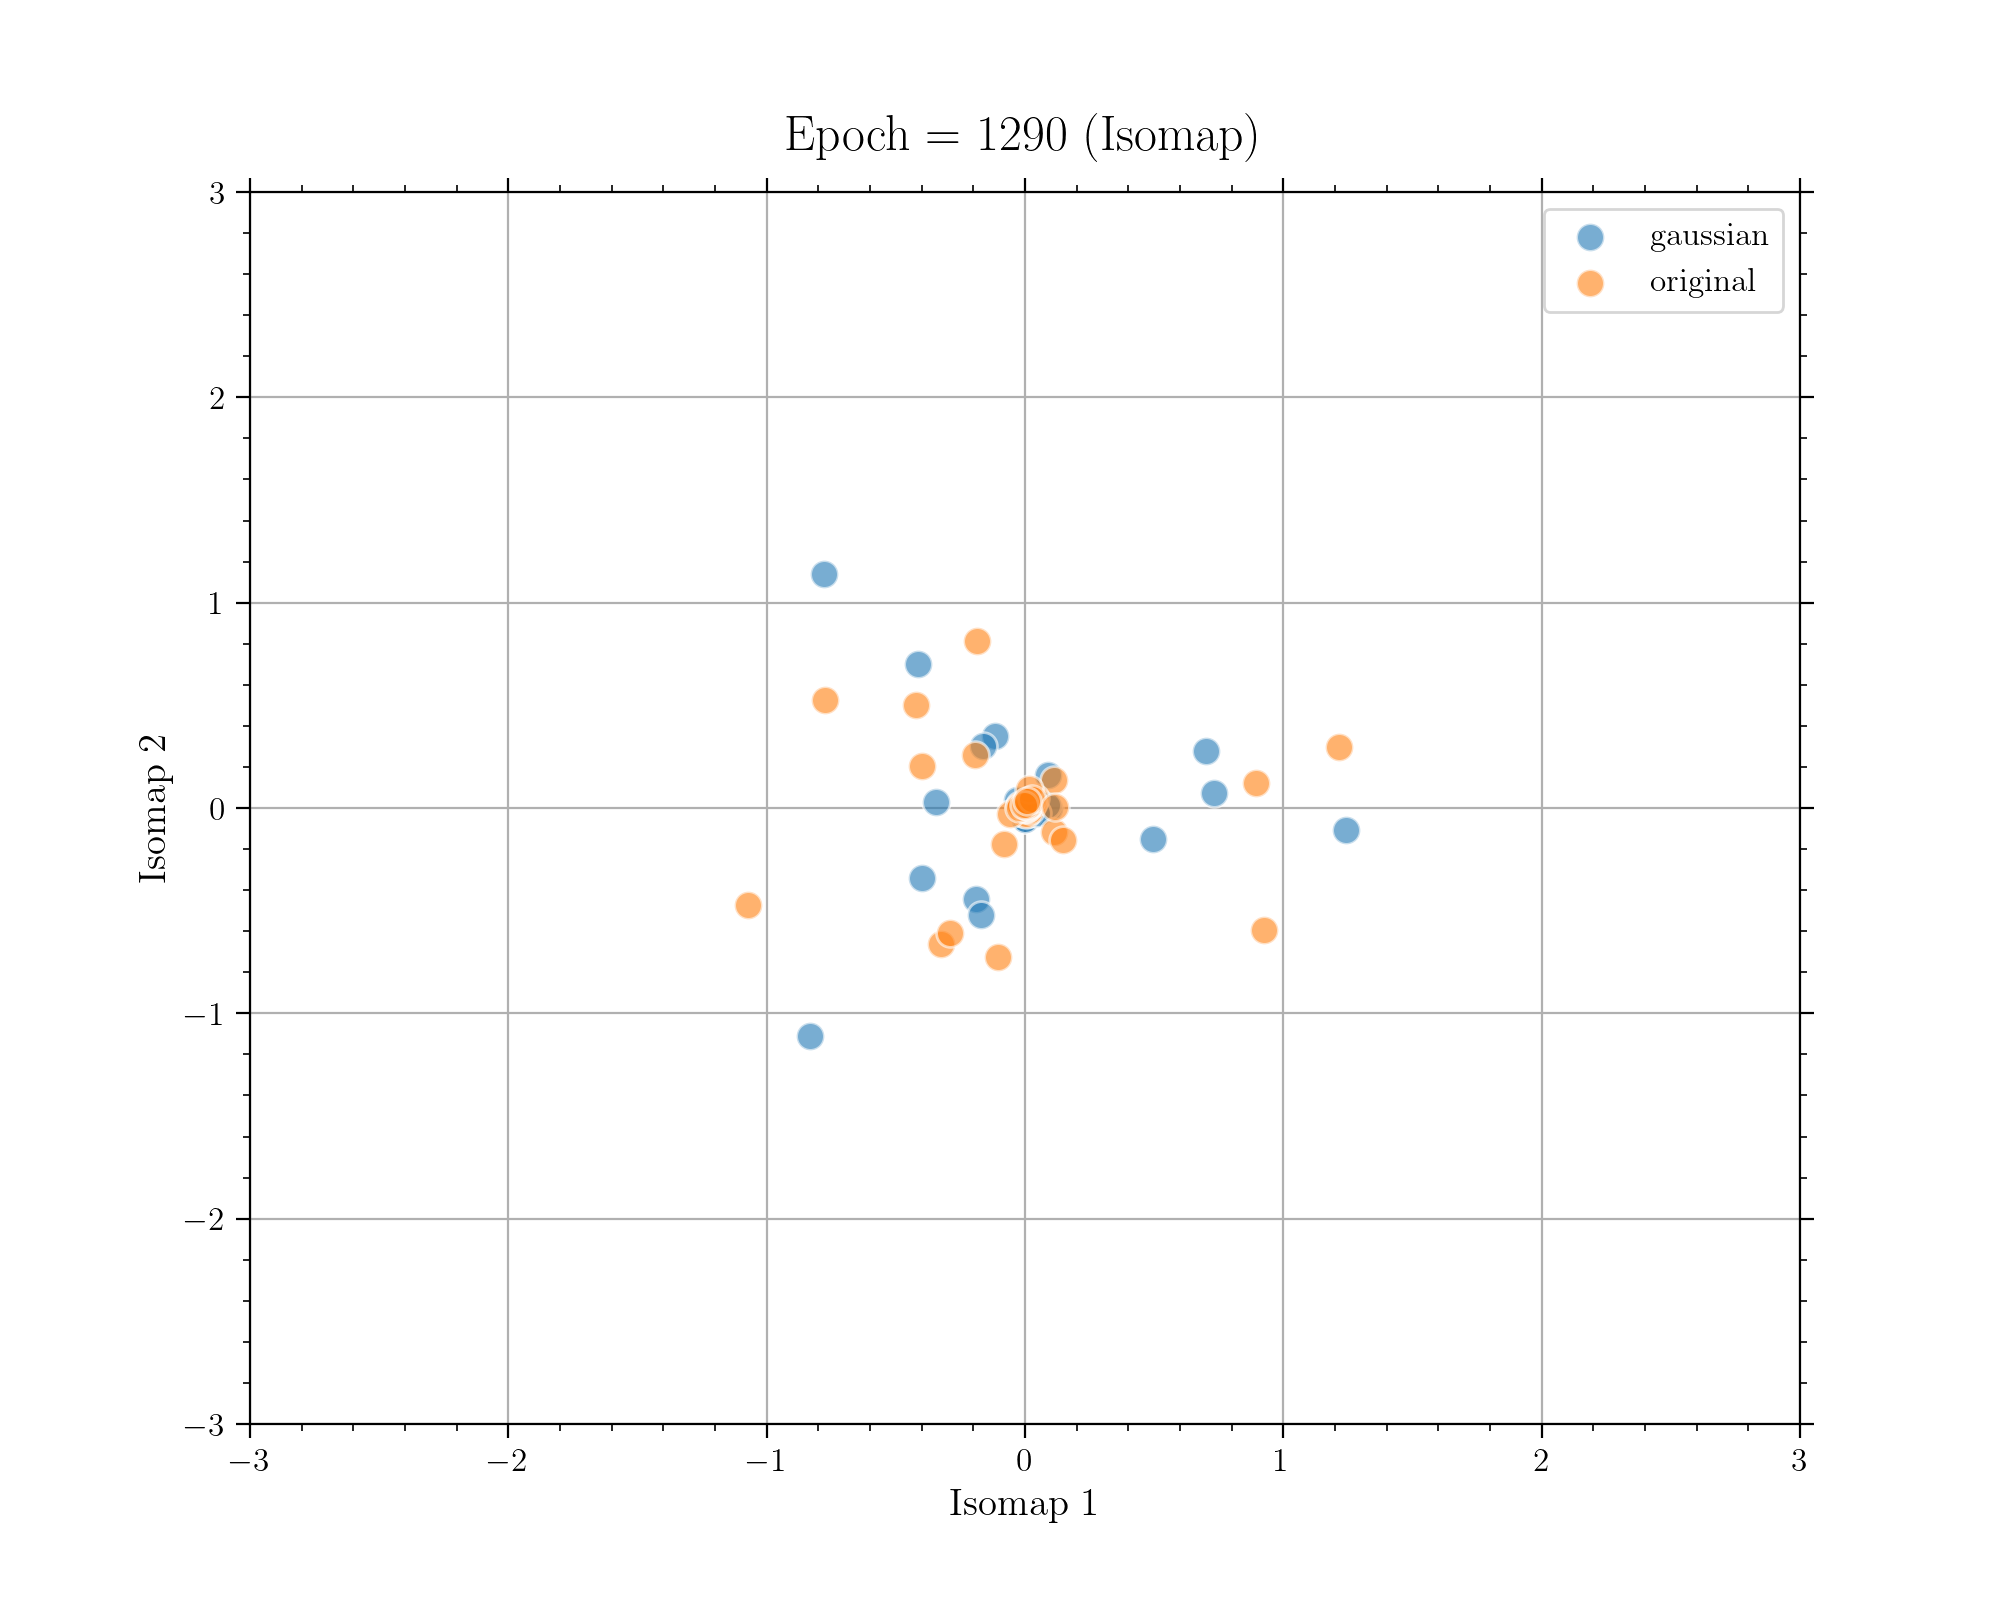 Epoch = 1290 (Isomap)
gaussian
original
3
2
1
0
−1
−2
−3
Isomap 2
−3
−2
−1
0
1
2
3
Isomap 1